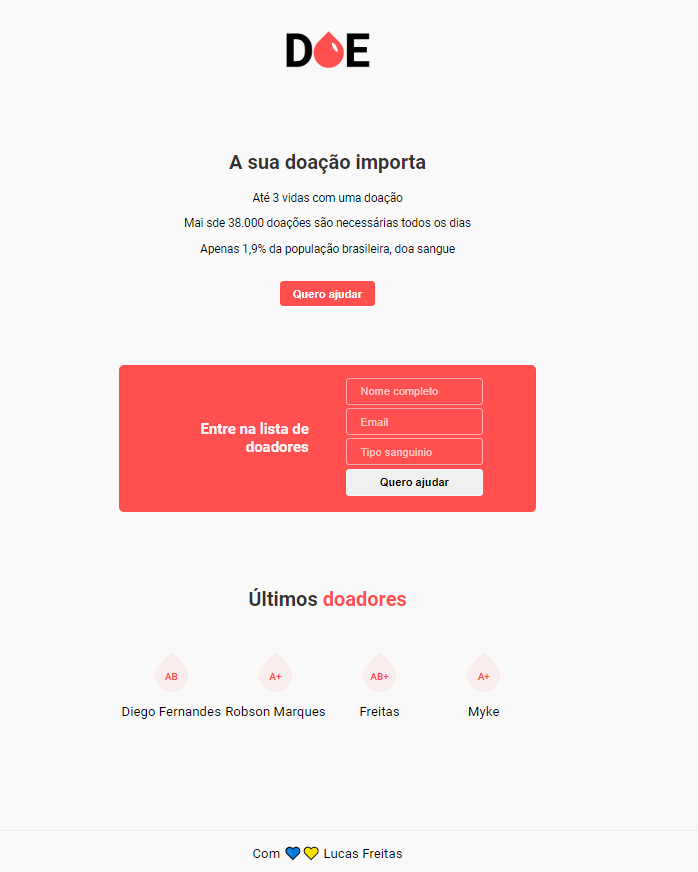 DOE
A sua doação importa
Até 3 vidas com uma doação
Mai sde 38.000 doações são necessárias todos os dias
Apenas 1,9% da população brasileira, doa sangue
Quero ajudar
Entre na lista de
doadores
Nome completo
Email
Tipo sanguinio
Quero ajudar
Últimos doadores
AB
A+
AB+
A+
Diego Fernandes
Robson Marques
Freitas
Myke
Com 💙💛 Lucas Freitas